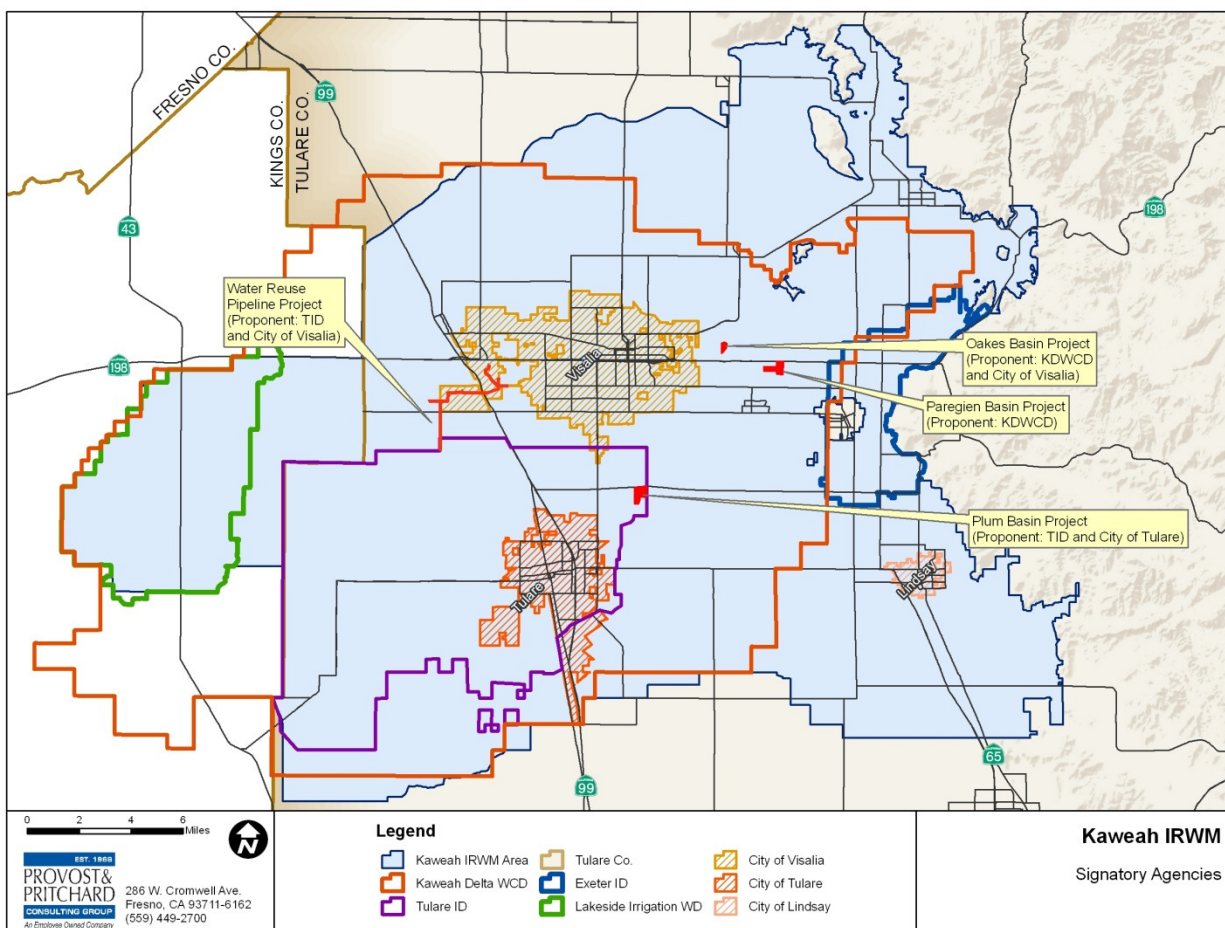 FRESNO CO.
KINGS CO.
TULARE CO.
99
43
198
Water Reuse
Pipeline Project
(Proponent: TID
and City of Visalia)
198
Visalia
Oakes Basin Project
(Proponent: KDWCD
and City of Visalia)
Paregien Basin Project
(Proponent: KDWCD)
Plum Basin Project
(Proponent: TID and City of Tulare)
Tulare
Lindsay
65
99
0 2 4 6
Miles
N
EST. 1968
PROVOST&
PRITCHARD
CONSULTING GROUP
An Employee Owned Company
286 W. Cromwell Ave.
Fresno, CA 93711-6162
(559) 449-2700
Legend
Kaweah IRWM Area
Kaweah Delta WCD
Tulare ID
Tulare Co.
Exeter ID
Lakeside Irrigation WD
City of Visalia
City of Tulare
City of Lindsay
Kaweah IRWM
Signatory Agencies